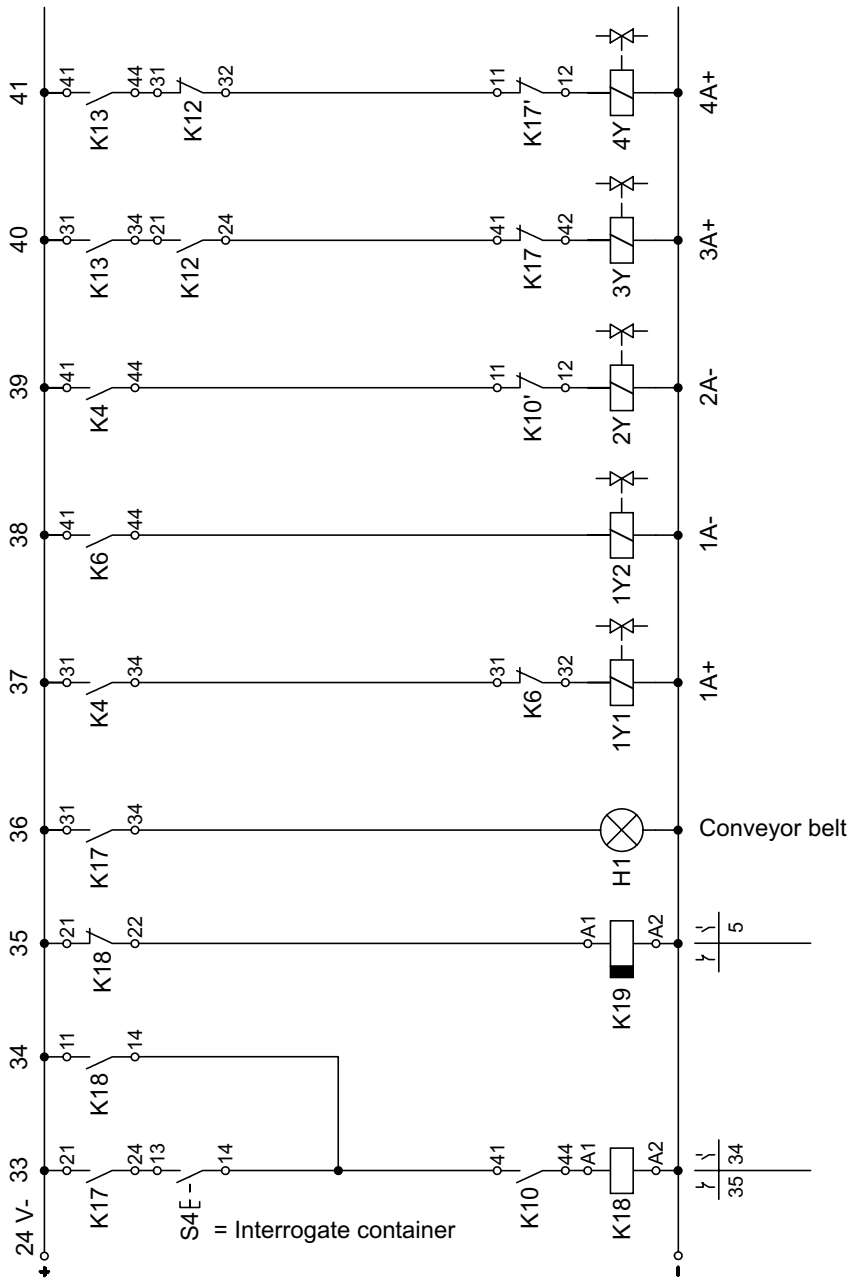 24 V-
+
-
33
21
K17
24
13
S4
14
= Interrogate container
41
K10
44
A1
K18
A2
35
34
34
11
K18
14
35
21
K18
22
A1
K19
A2
5
36
31
K17
34
H1
Conveyor belt
37
31
K4
34
31
K6
32
1Y1
1A+
38
41
K6
44
1Y2
1A-
39
41
K4
44
11
K10'
12
2Y
2A-
40
31
K13
34
21
K12
24
41
K17
42
3Y
3A+
41
41
K13
44
31
K12
32
11
K17'
12
4Y
4A+